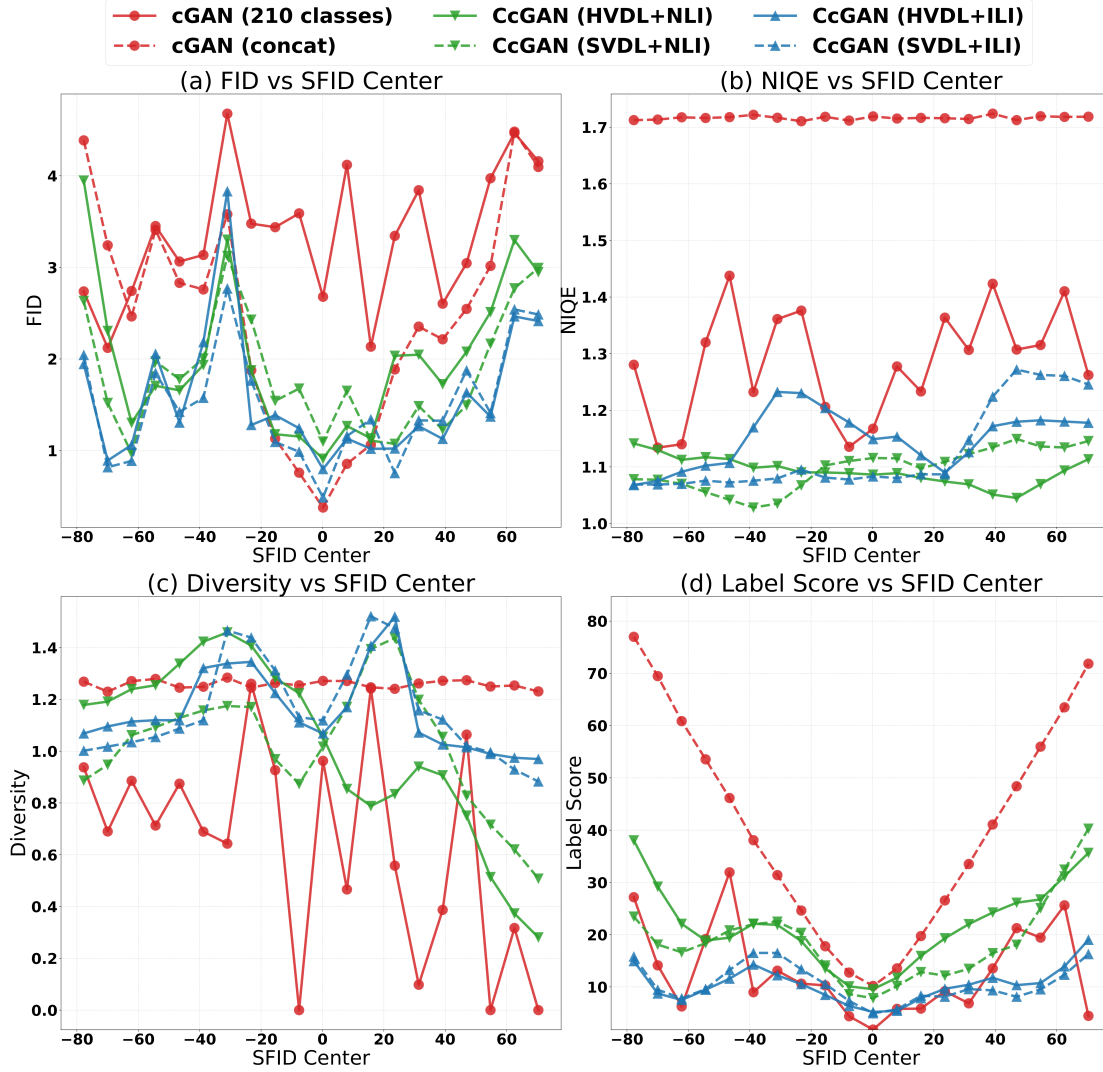 cGAN (210 classes) CcGAN (HVDL+NLI) CcGAN (HVDL+ILI)
cGAN (concat) CcGAN (SVDL+NLI) CcGAN (SVDL+ILI)
(a) FID vs SFID Center
FID
4
3
2
1
−80 −60 −40 −20 0 20 40 60
SFID Center
(b) NIQE vs SFID Center
NIQE
1.7
1.6
1.5
1.4
1.3
1.2
1.1
1.0
−80 −60 −40 −20 0 20 40 60
SFID Center
(c) Diversity vs SFID Center
Diversity
1.4
1.2
1.0
0.8
0.6
0.4
0.2
0.0
−80 −60 −40 −20 0 20 40 60
SFID Center
(d) Label Score vs SFID Center
Label Score
80
70
60
50
40
30
20
10
−80 −60 −40 −20 0 20 40 60
SFID Center